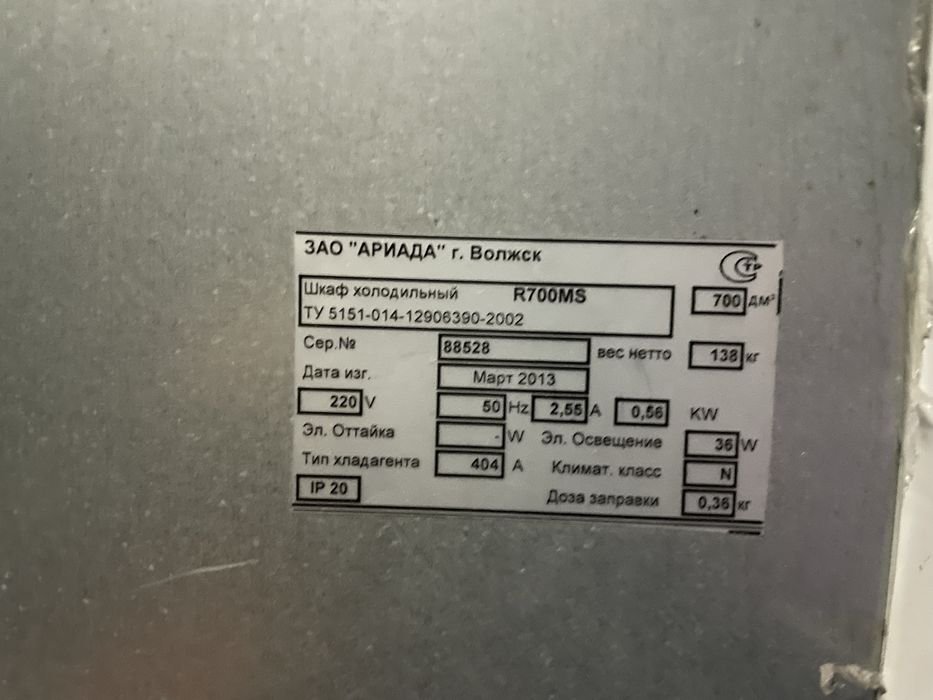 ЗАО "АРИАДА" г. Волжск
Шкаф холодильный R700MS 700 дм³
ТУ 5151-014-12906390-2002
Сер.№ 88528 вес нетто 138 кг
Дата изг. Март 2013
220 V 50 Hz 2,55 A 0,56 KW
Эл. Оттайка - W Эл. Освещение 36 W
Тип хладагента 404 A Климат. класс N
IP 20 Доза заправки 0,36 кг